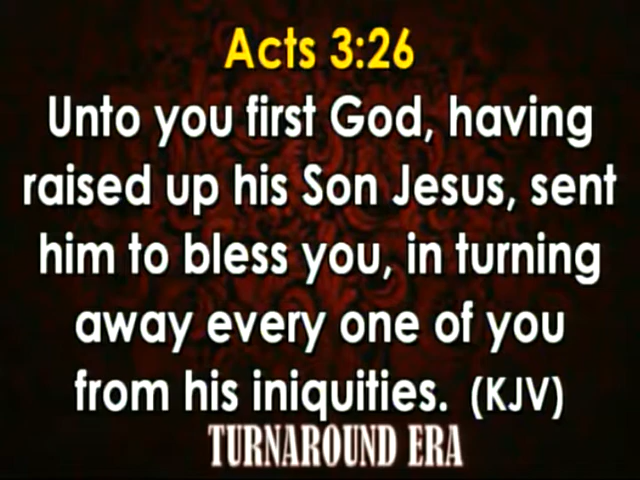 Acts 3:26
Unto you first God, having
raised up his Son Jesus, sent
him to bless you, in turning
away every one of you
from his iniquities. (KJV)
TURNAROUND ERA